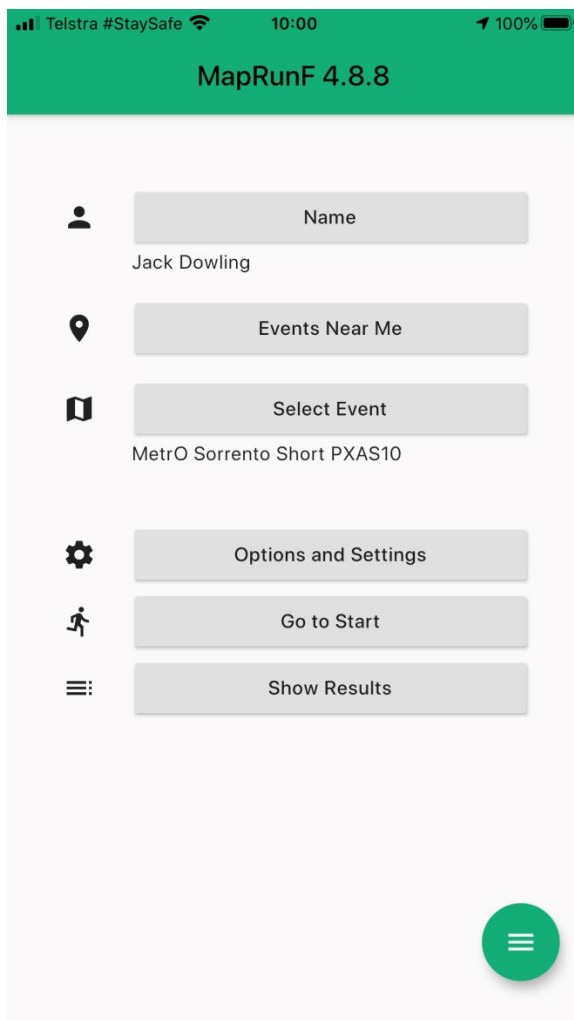 Telstra #StaySafe 10:00 100%
MapRunF 4.8.8
Name
Jack Dowling
Events Near Me
Select Event
MetrO Sorrento Short PXAS10
Options and Settings
Go to Start
Show Results